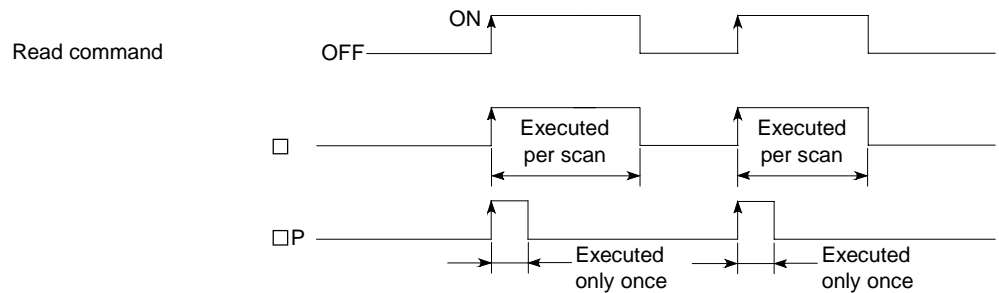 ON
Read command OFF
Executed Executed
□ per scan per scan
□P
Executed Executed
only once only once